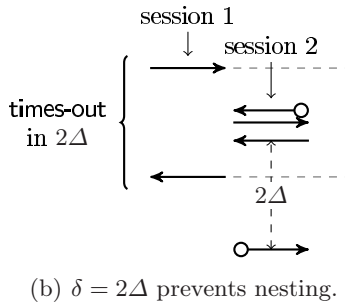 session 1
session 2
times-out
in 2Δ
2Δ
(b) δ = 2Δ prevents nesting.